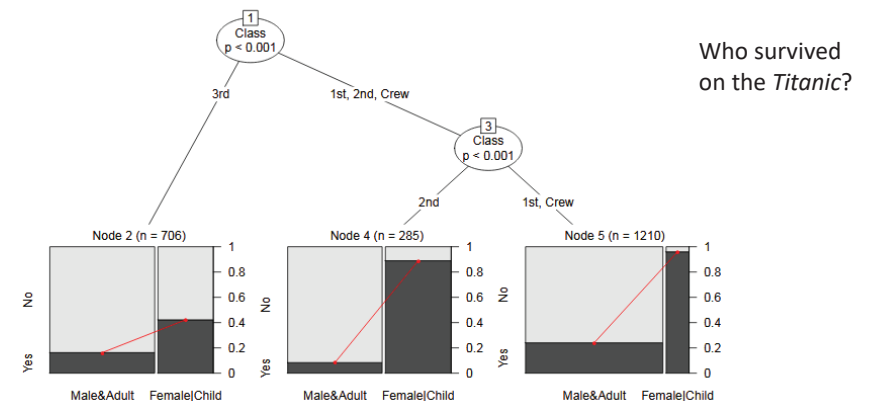 1
Class
p < 0.001
Who survived
on the Titanic?
3rd
1st, 2nd, Crew
3
Class
p < 0.001
2nd
1st, Crew
Node 2 (n = 706)
No
Yes
1
0.8
0.6
0.4
0.2
0
Male&Adult
Female|Child
Node 4 (n = 285)
No
Yes
1
0.8
0.6
0.4
0.2
0
Male&Adult
Female|Child
Node 5 (n = 1210)
No
Yes
1
0.8
0.6
0.4
0.2
0
Male&Adult
Female|Child